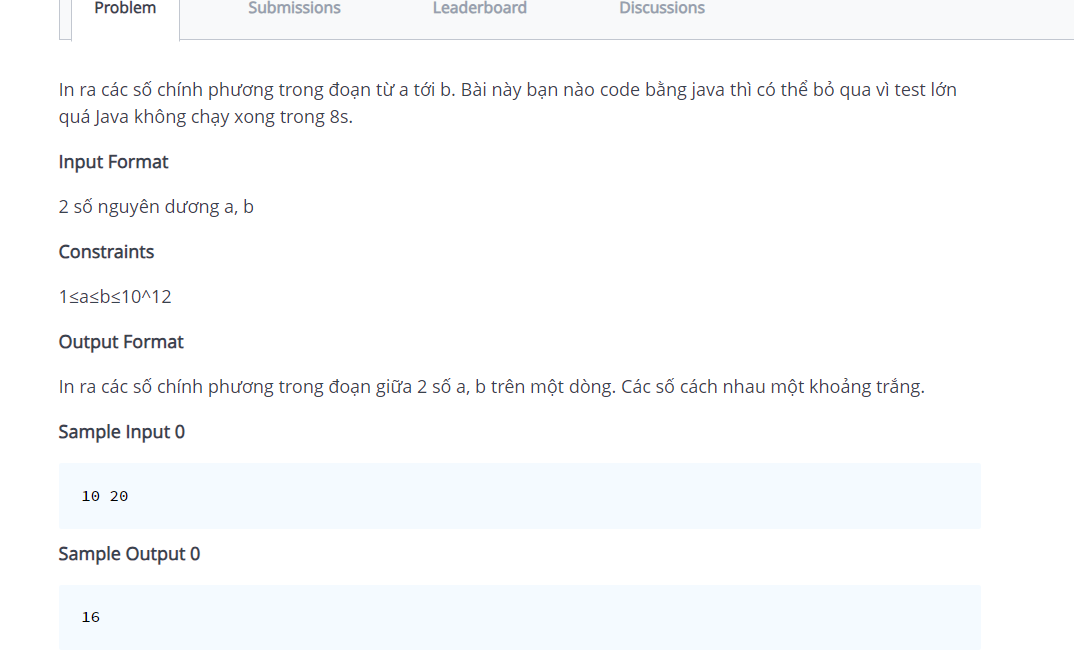 Problem Submissions Leaderboard Discussions
In ra các số chính phương trong đoạn từ a tới b. Bài này bạn nào code bằng java thì có thể bỏ qua vì test lớn
quá Java không chạy xong trong 8s.
Input Format
2 số nguyên dương a, b
Constraints
1≤a≤b≤10^12
Output Format
In ra các số chính phương trong đoạn giữa 2 số a, b trên một dòng. Các số cách nhau một khoảng trắng.
Sample Input 0
10 20
Sample Output 0
16